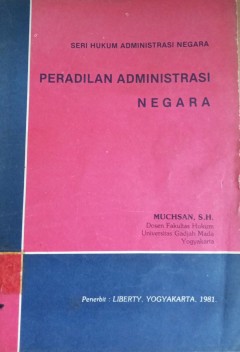 SERI HUKUM ADMINISTRASI NEGARA
PERADILAN ADMINISTRASI
NEGARA
MUCHSAN, S.H.
Dosen Fakultas Hukum
Universitas Gadjah Mada
Yogyakarta
Penerbit : LIBERTY, YOGYAKARTA, 1981.